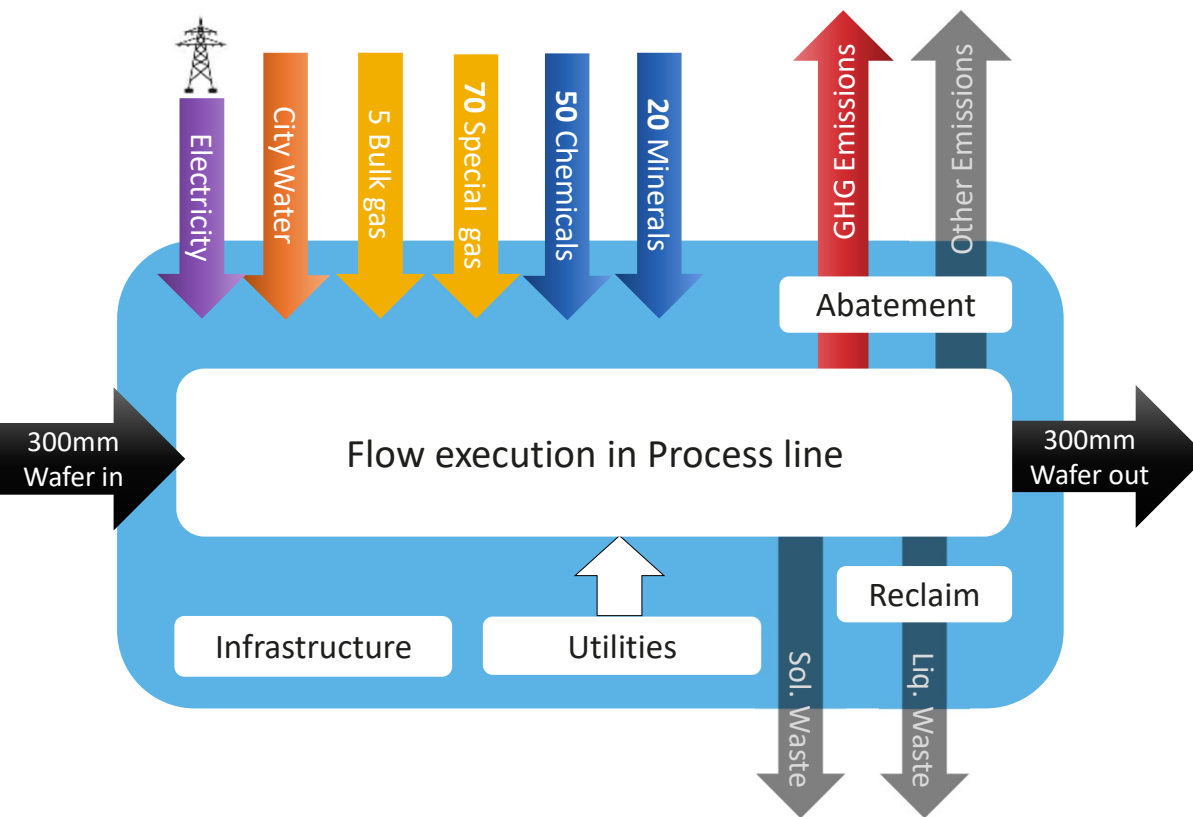 Electricity
City Water
5 Bulk gas
70 Special gas
50 Chemicals
20 Minerals
GHG Emissions
Other Emissions
Abatement
300mm
Wafer in
Flow execution in Process line
300mm
Wafer out
Reclaim
Infrastructure
Utilities
Sol. Waste
Liq. Waste